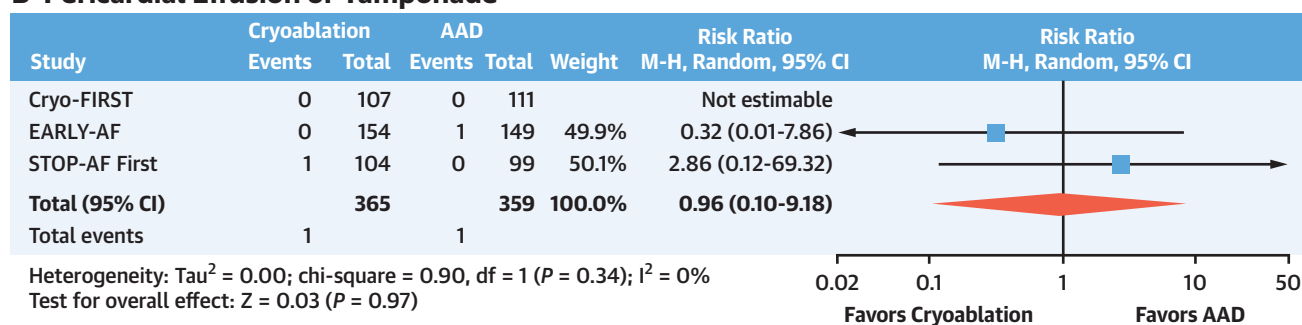 Cryoablation AAD Risk Ratio Risk Ratio
Study Events Total Events Total Weight M-H, Random, 95% CI M-H, Random, 95% CI
Cryo-FIRST 0 107 0 111 Not estimable
EARLY-AF 0 154 1 149 49.9% 0.32 (0.01-7.86)
STOP-AF First 1 104 0 99 50.1% 2.86 (0.12-69.32)
Total (95% CI) 365 359 100.0% 0.96 (0.10-9.18)
Total events 1 1
Heterogeneity: Tau² = 0.00; chi-square = 0.90, df = 1 (P = 0.34); I² = 0%
Test for overall effect: Z = 0.03 (P = 0.97)
0.02 0.1 1 10 50
Favors Cryoablation Favors AAD